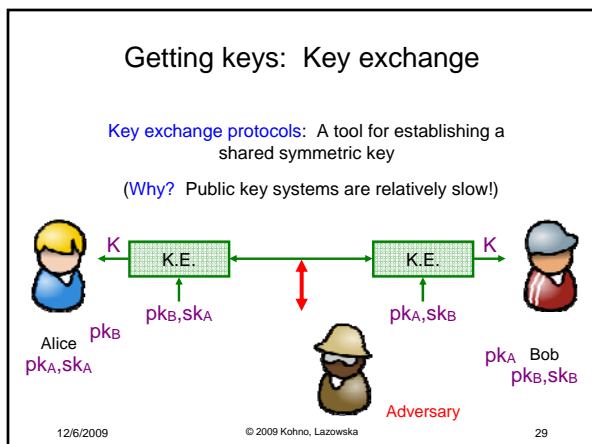 Getting keys: Key exchange
Key exchange protocols: A tool for establishing a
shared symmetric key
(Why? Public key systems are relatively slow!)
K
K.E.
K.E.
K
pkB,skA
pkA,skB
Alice
pkB
pkA,skA
pkA
Bob
pkB,skB
Adversary
12/6/2009
© 2009 Kohno, Lazowska
29